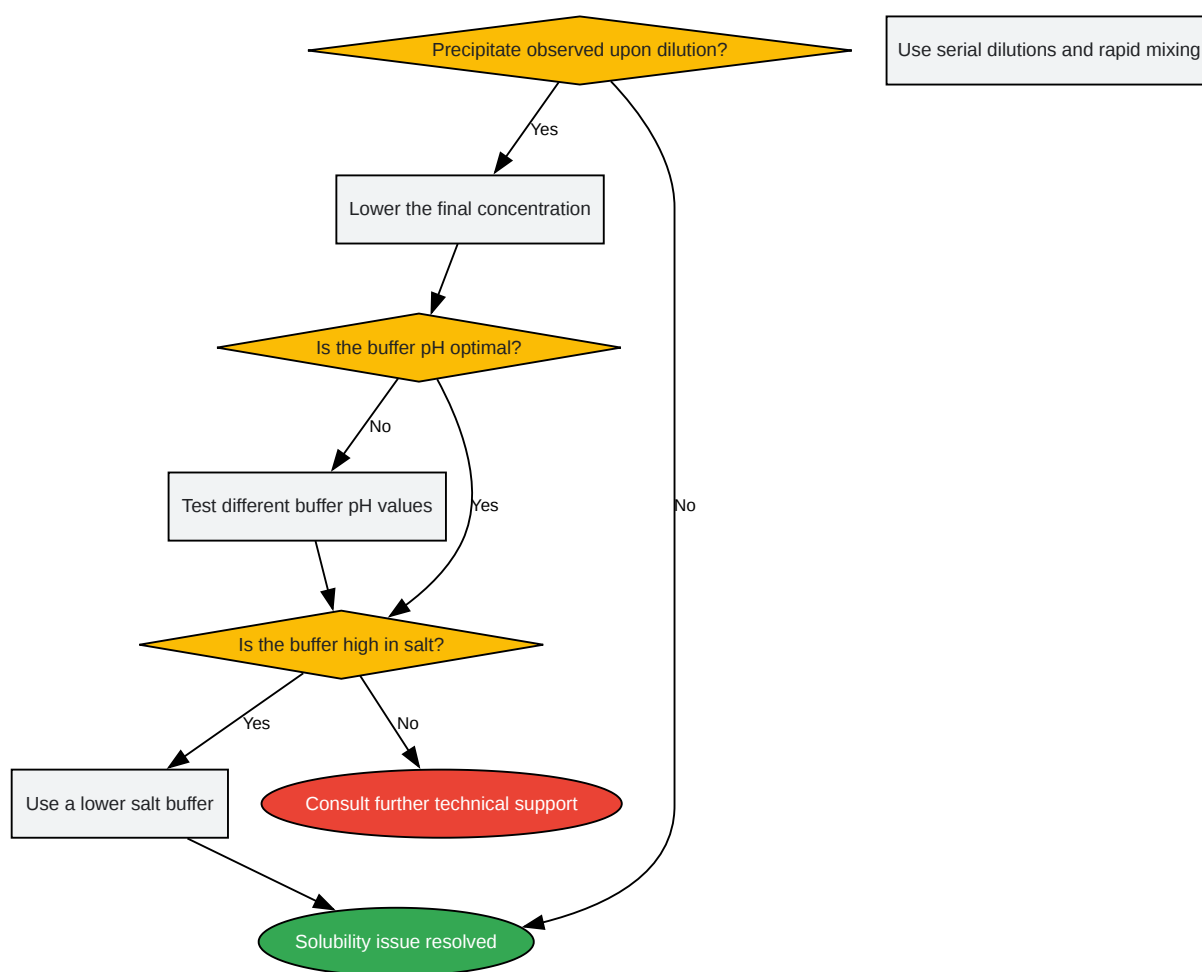 Precipitate observed upon dilution?
Use serial dilutions and rapid mixing
Yes
Lower the final concentration
Is the buffer pH optimal?
No
Test different buffer pH values
Yes
No
Is the buffer high in salt?
Yes
No
Use a lower salt buffer
Consult further technical support
Solubility issue resolved